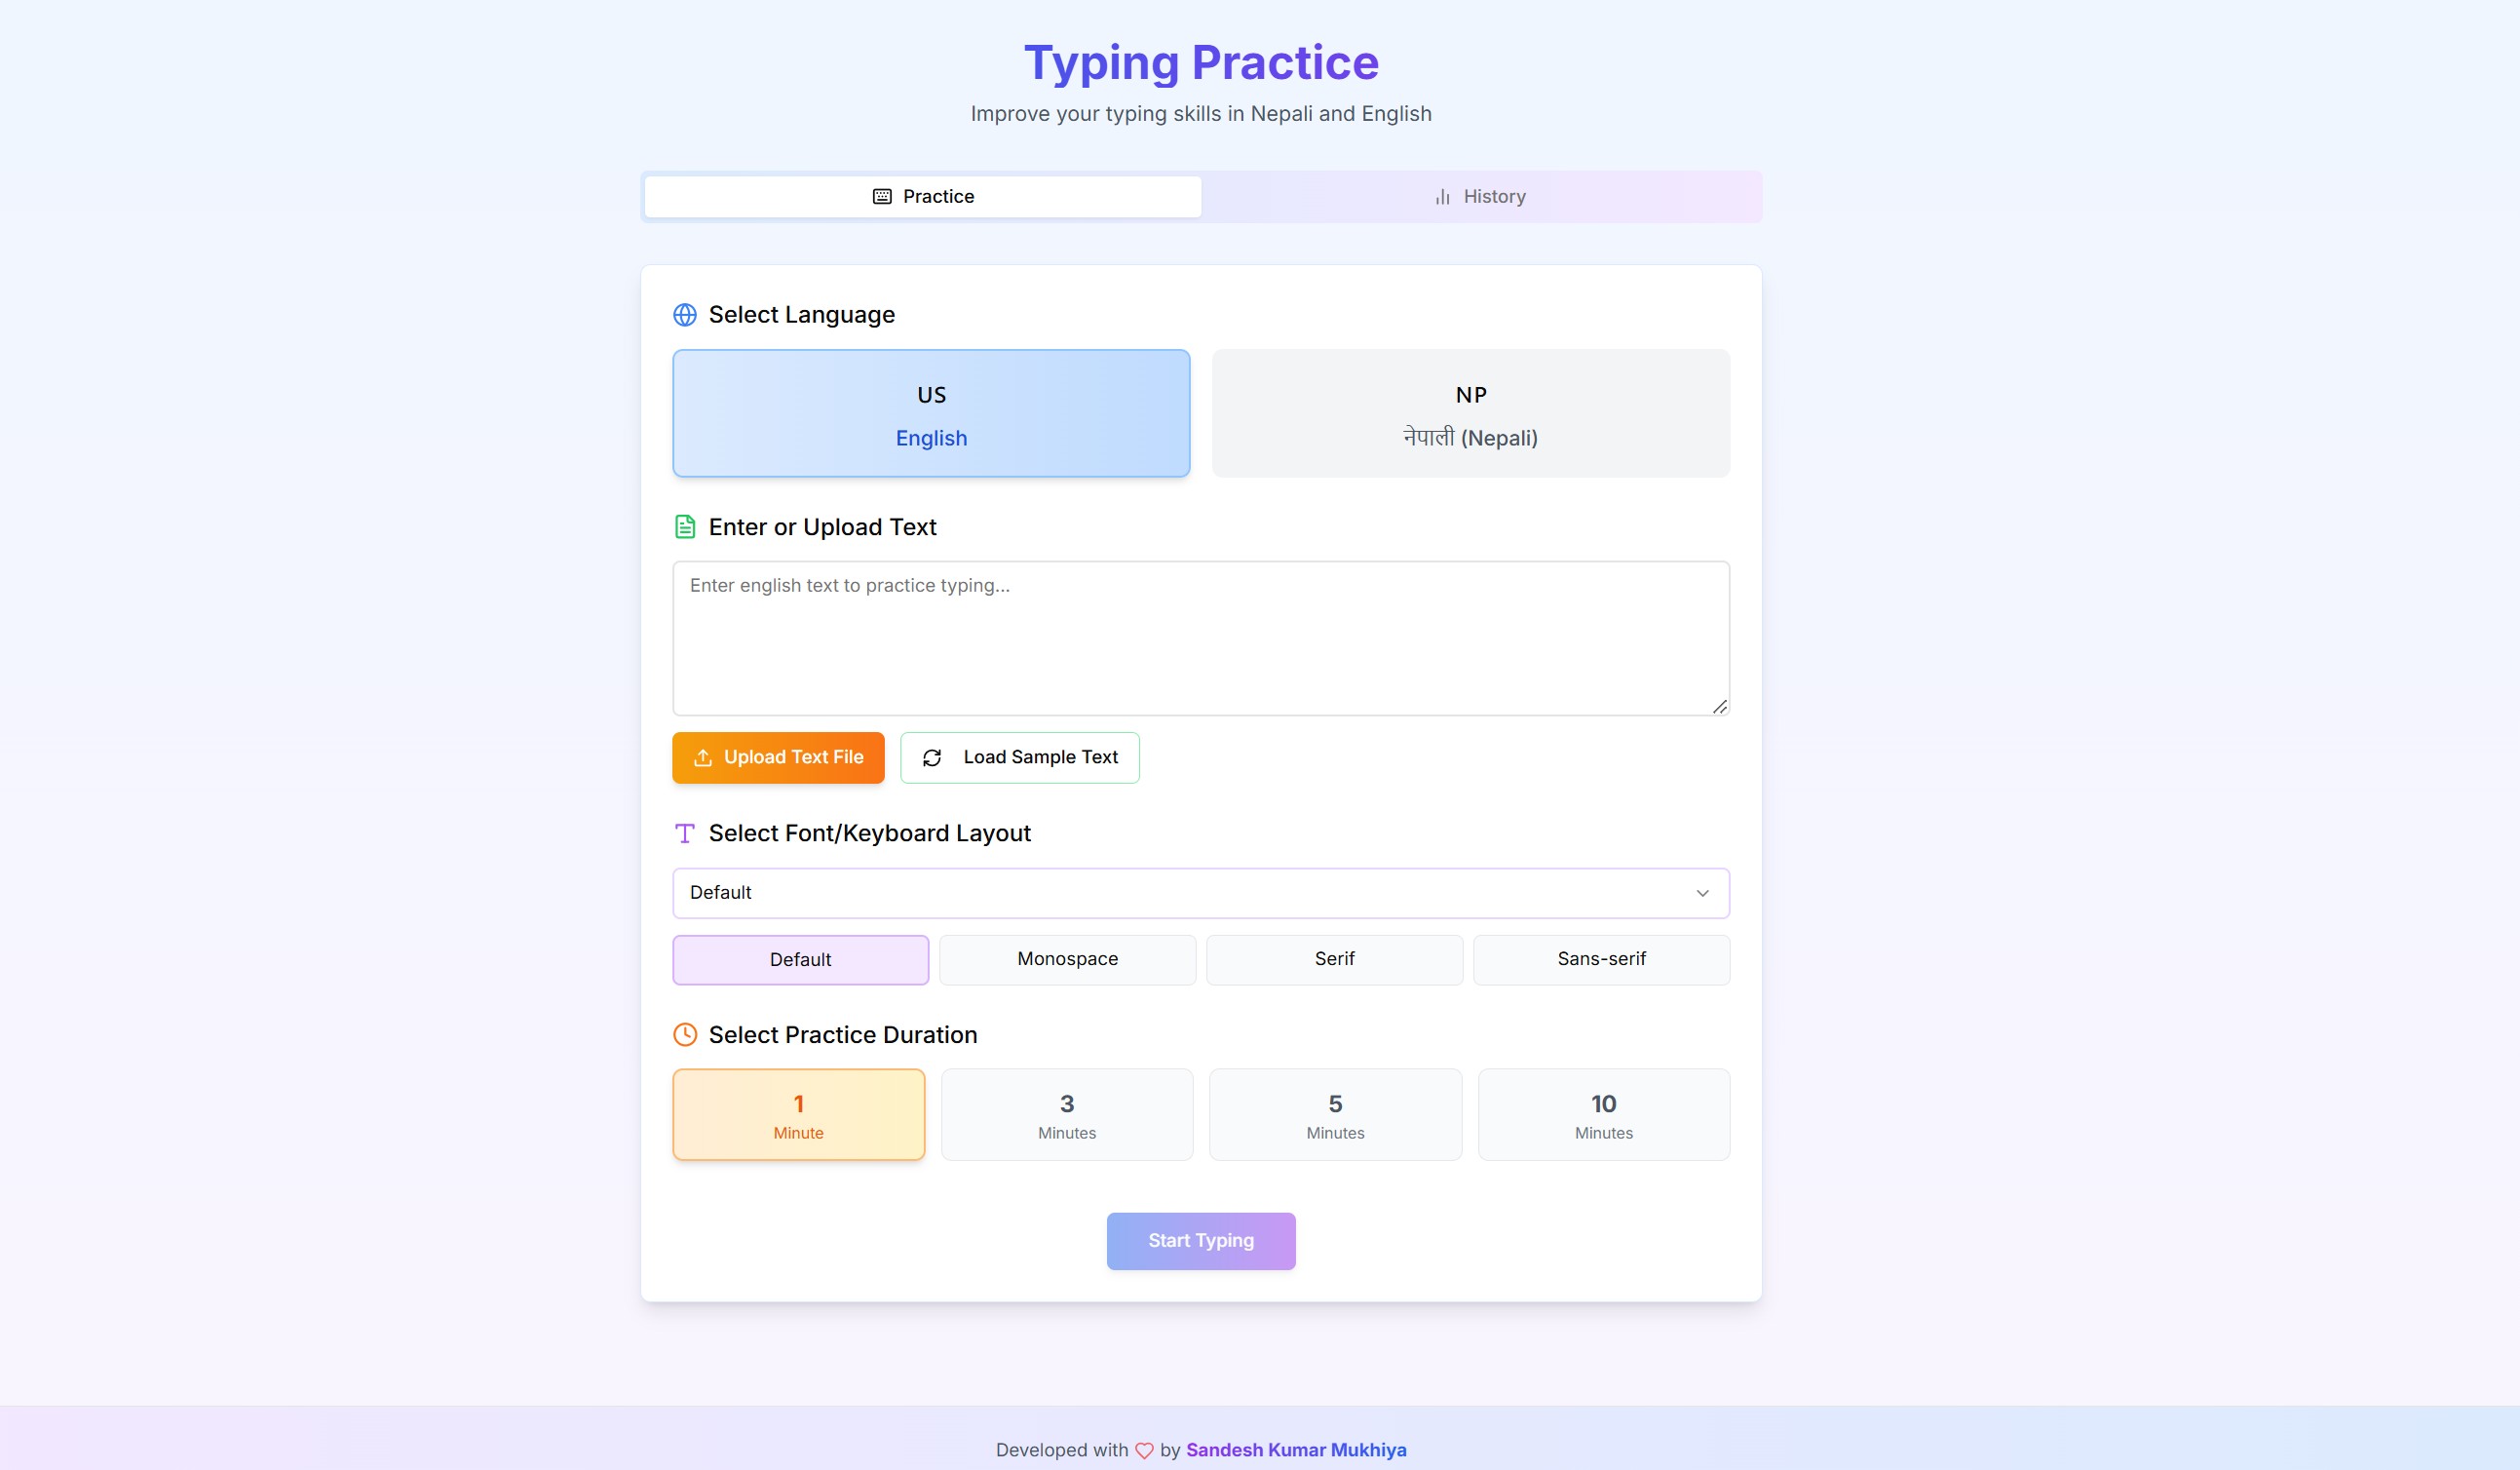 Typing Practice
Improve your typing skills in Nepali and English
Practice
History
Select Language
US
English
NP
नेपाली (Nepali)
Enter or Upload Text
Enter english text to practice typing...
Upload Text File
Load Sample Text
Select Font/Keyboard Layout
Default
Default
Monospace
Serif
Sans-serif
Select Practice Duration
1
Minute
3
Minutes
5
Minutes
10
Minutes
Start Typing
Developed with by Sandesh Kumar Mukhiya